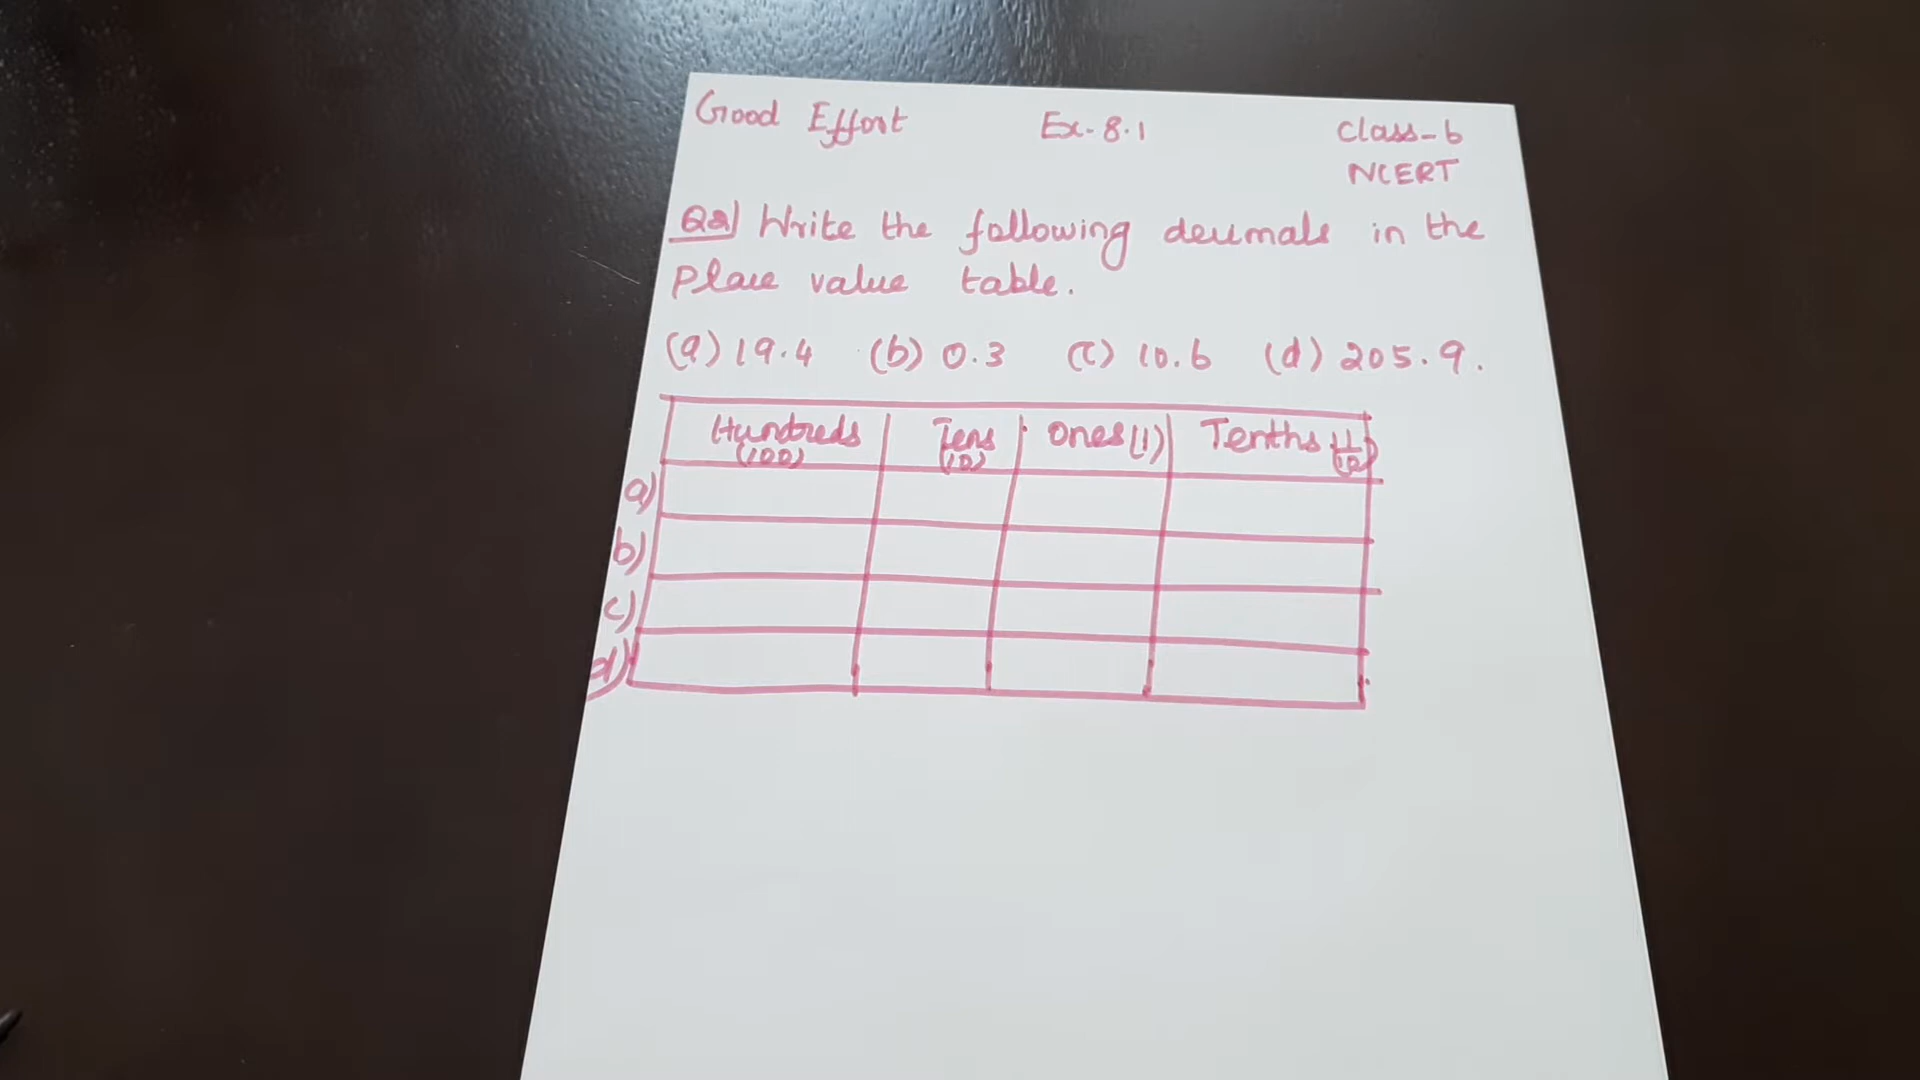 Good Effort Ex-8.1 Class-6
NCERT
Q2) Write the following decimals in the
place value table.
(a) 19.4 (b) 0.3 (c) 10.6 (d) 205.9.
Hundreds (100) Tens (10) Ones (1) Tenths (1/10)
a)
b)
c)
d)